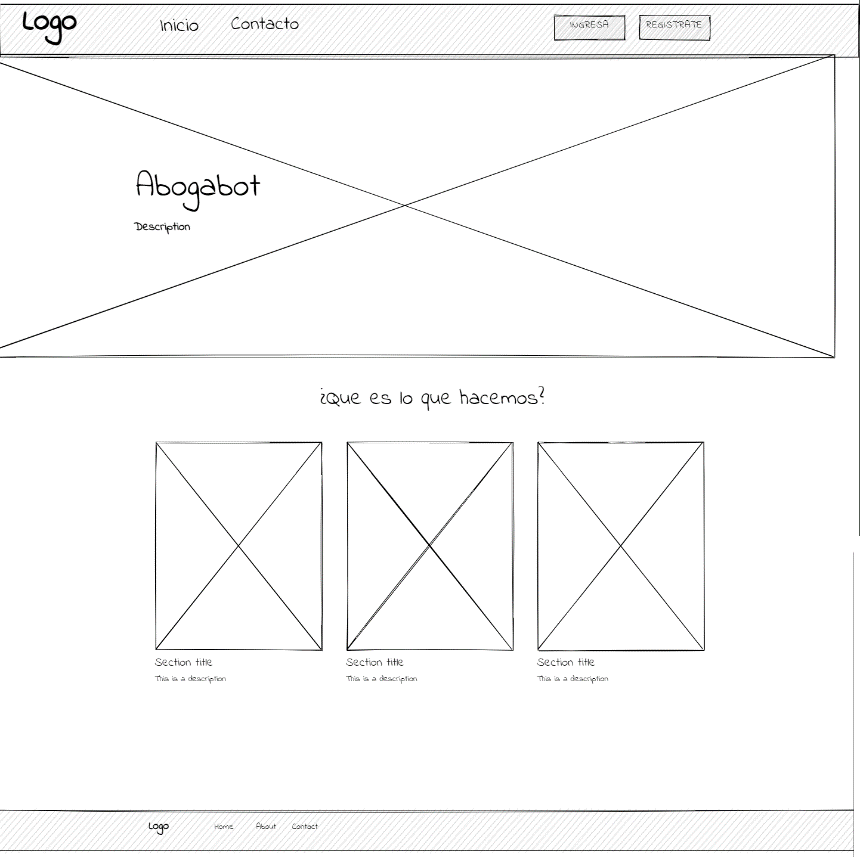 Logo Inicio Contacto INGRESA REGISTRATE
Abogabot
Description
¿Que es lo que hacemos?
Section title Section title Section title
This is a description This is a description This is a description
Logo Home About Contact